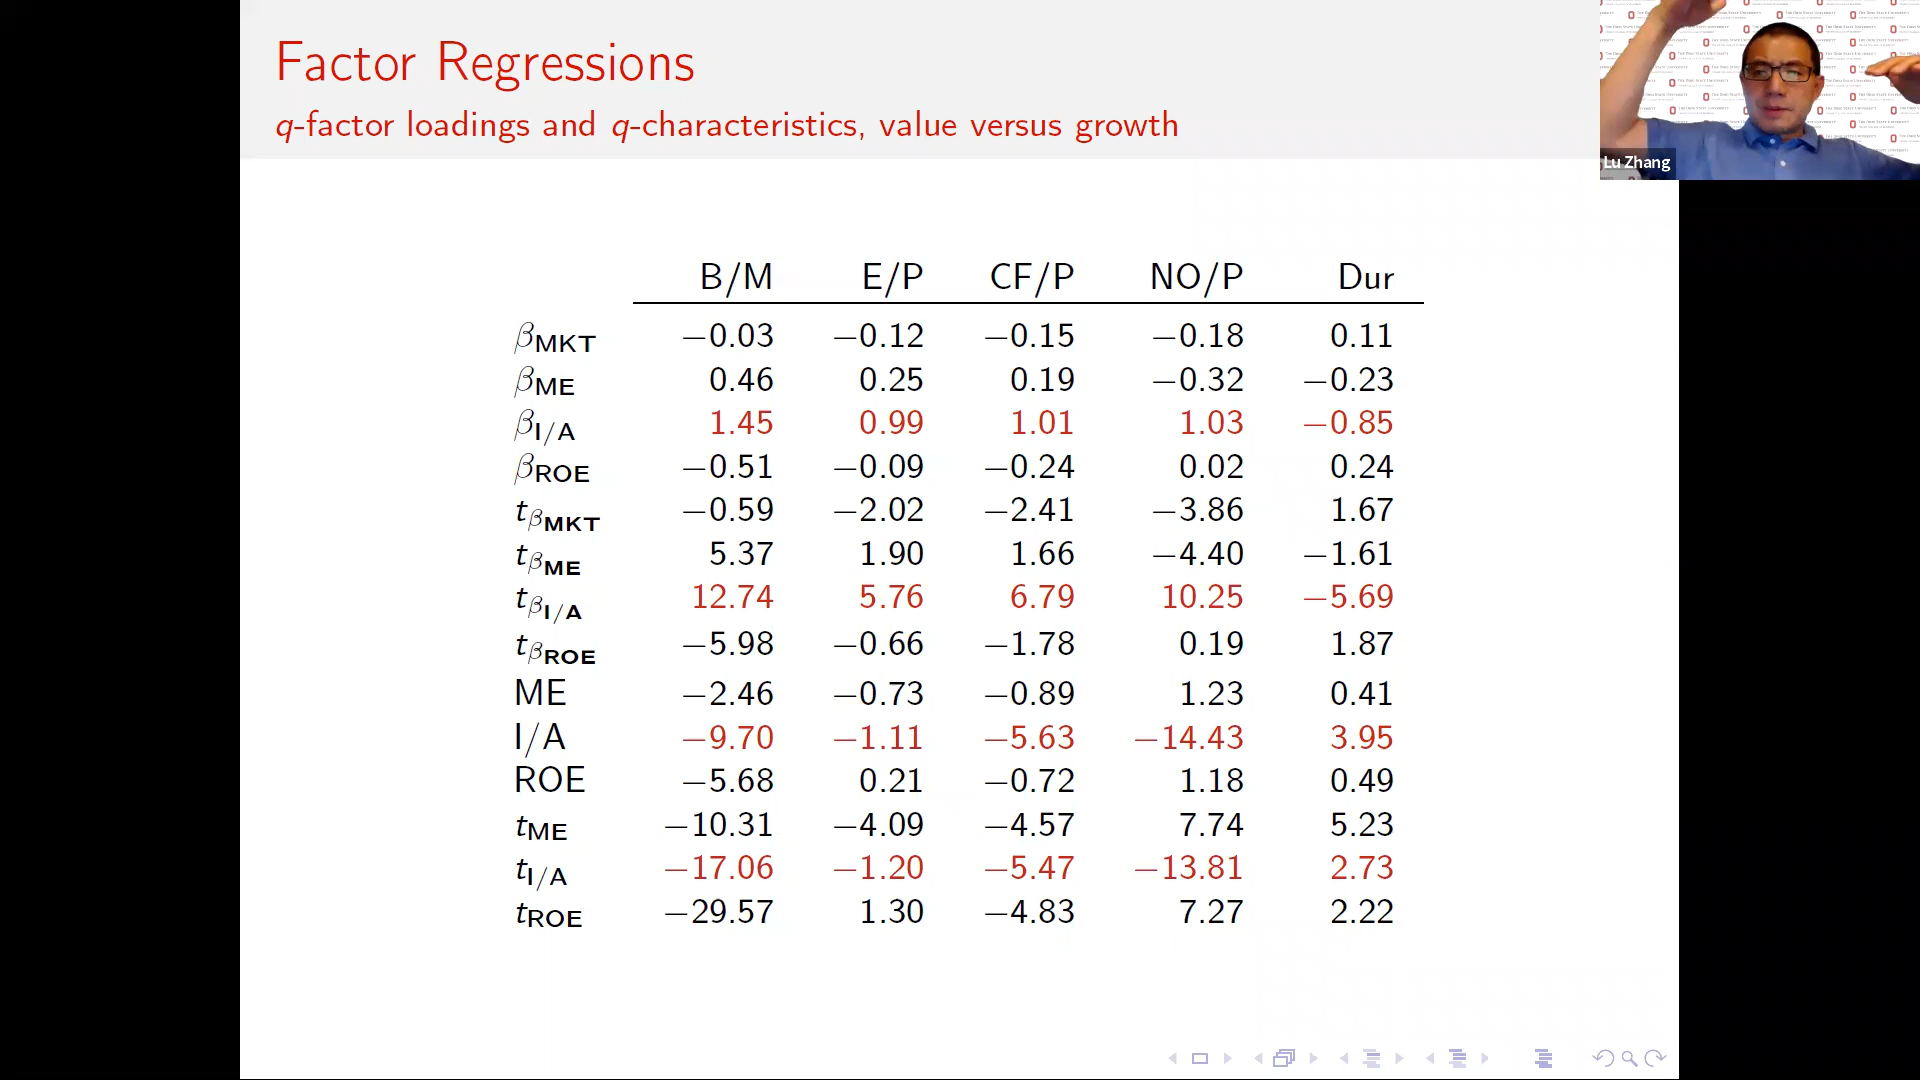 Factor Regressions
q-factor loadings and q-characteristics, value versus growth
Lu Zhang
B/M E/P CF/P NO/P Dur
βMKT −0.03 −0.12 −0.15 −0.18 0.11
βME 0.46 0.25 0.19 −0.32 −0.23
βI/A 1.45 0.99 1.01 1.03 −0.85
βROE −0.51 −0.09 −0.24 0.02 0.24
tβMKT −0.59 −2.02 −2.41 −3.86 1.67
tβME 5.37 1.90 1.66 −4.40 −1.61
tβI/A 12.74 5.76 6.79 10.25 −5.69
tβROE −5.98 −0.66 −1.78 0.19 1.87
ME −2.46 −0.73 −0.89 1.23 0.41
I/A −9.70 −1.11 −5.63 −14.43 3.95
ROE −5.68 0.21 −0.72 1.18 0.49
tME −10.31 −4.09 −4.57 7.74 5.23
tI/A −17.06 −1.20 −5.47 −13.81 2.73
tROE −29.57 1.30 −4.83 7.27 2.22